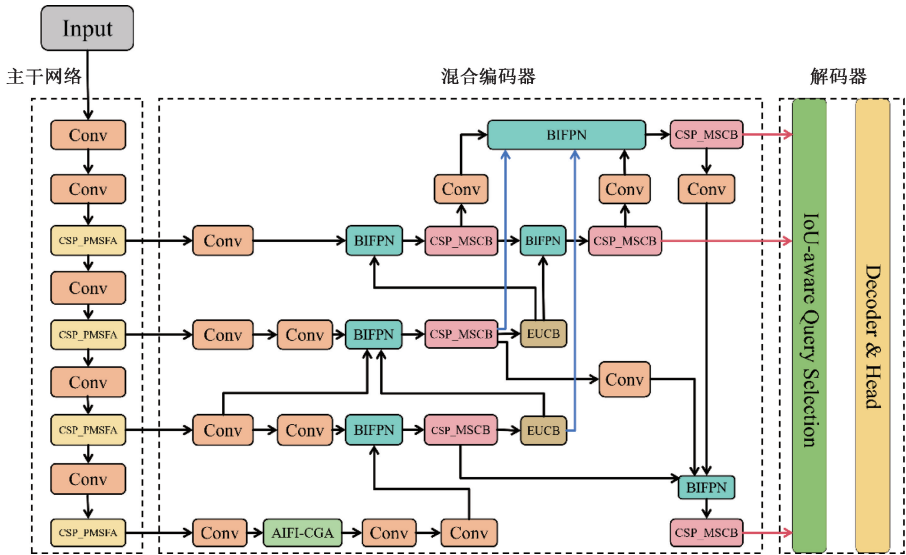 Input
主干网络
混合编码器
解码器
Conv
Conv
CSP_PMSFA
Conv
CSP_PMSFA
Conv
CSP_PMSFA
Conv
CSP_PMSFA
BIFPN
CSP_MSCB
Conv
Conv
Conv
Conv
BIFPN
CSP_MSCB
BIFPN
CSP_MSCB
Conv
Conv
BIFPN
CSP_MSCB
EUCB
Conv
Conv
Conv
BIFPN
CSP_MSCB
EUCB
BIFPN
Conv
AIFI-CGA
Conv
Conv
CSP_MSCB
IoU-aware Query Selection
Decoder & Head